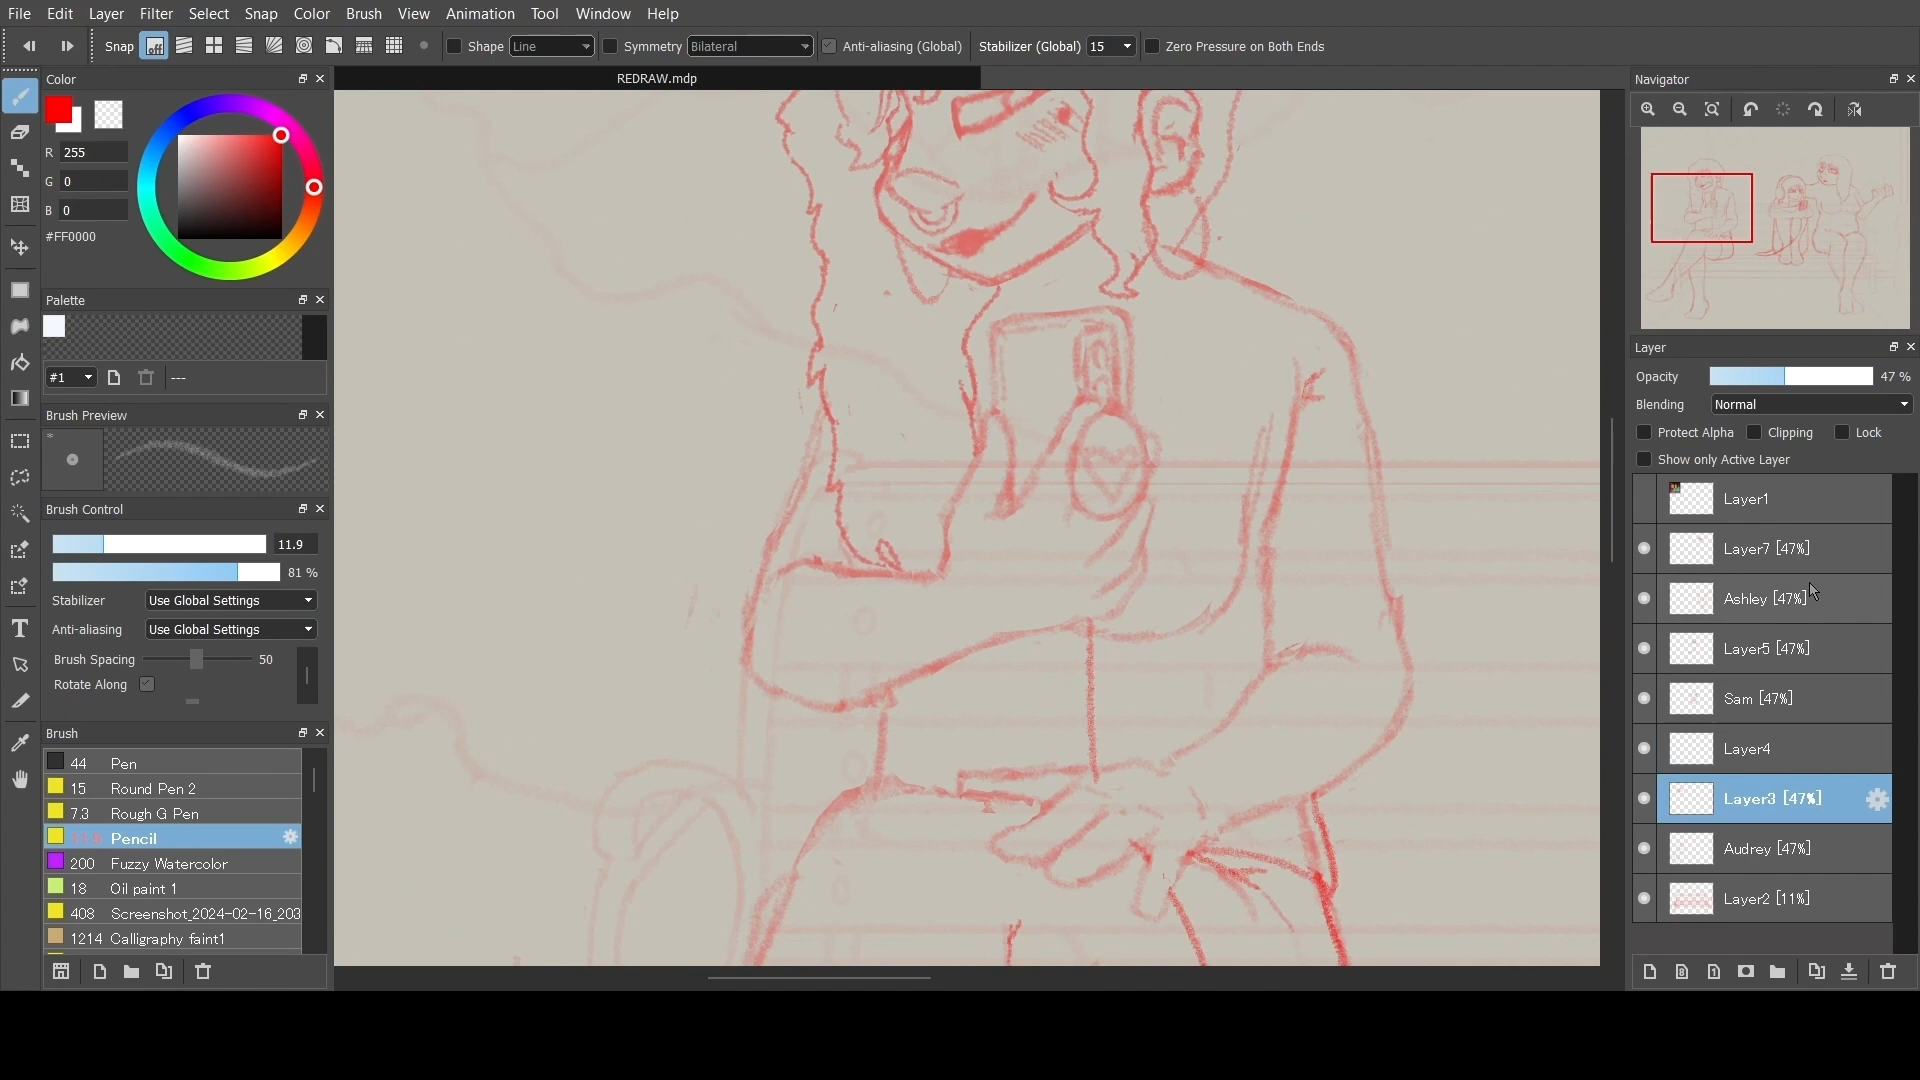 File Edit Layer Filter Select Snap Color Brush View Animation Tool Window Help
Snap off Shape Line Symmetry Bilateral Anti-aliasing (Global) Stabilizer (Global) 15 Zero Pressure on Both Ends
Color
R 255
G 0
B 0
#FF0000
Palette
#1 ---
Brush Preview
*
Brush Control
11.9
81 %
Stabilizer Use Global Settings
Anti-aliasing Use Global Settings
Brush Spacing 50
Rotate Along
Brush
44 Pen
15 Round Pen 2
7.3 Rough G Pen
11.9 Pencil
200 Fuzzy Watercolor
18 Oil paint 1
408 Screenshot_2024-02-16_203
1214 Calligraphy faint1
REDRAW.mdp
Navigator
Layer
Opacity 47 %
Blending Normal
Protect Alpha Clipping Lock
Show only Active Layer
Layer1
Layer7 [47%]
Ashley [47%]
Layer5 [47%]
Sam [47%]
Layer4
Layer3 [47%]
Audrey [47%]
Layer2 [11%]
8 1
T